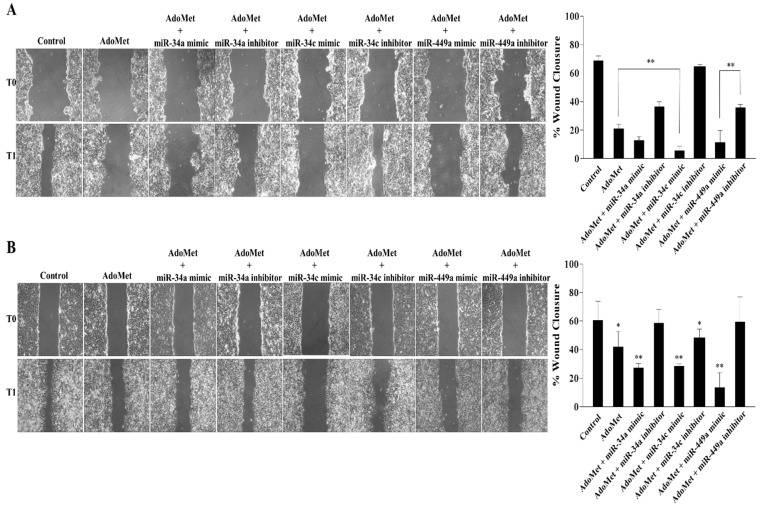 A
AdoMet AdoMet AdoMet AdoMet AdoMet AdoMet
+ + + + + +
Control AdoMet miR-34a mimic miR-34a inhibitor miR-34c mimic miR-34c inhibitor miR-449a mimic miR-449a inhibitor
T0
T1
% Wound Clousure
100
80
60
40
20
0
** **
Control
AdoMet
AdoMet + miR-34a mimic
AdoMet + miR-34a inhibitor
AdoMet + miR-34c mimic
AdoMet + miR-34c inhibitor
AdoMet + miR-449a mimic
AdoMet + miR-449a inhibitor
B
AdoMet AdoMet AdoMet AdoMet AdoMet AdoMet
+ + + + + +
Control AdoMet miR-34a mimic miR-34a inhibitor miR-34c mimic miR-34c inhibitor miR-449a mimic miR-449a inhibitor
T0
T1
% Wound Clousure
100
80
60
40
20
0
* ** ** * **
Control
AdoMet
AdoMet + miR-34a mimic
AdoMet + miR-34a inhibitor
AdoMet + miR-34c mimic
AdoMet + miR-34c inhibitor
AdoMet + miR-449a mimic
AdoMet + miR-449a inhibitor